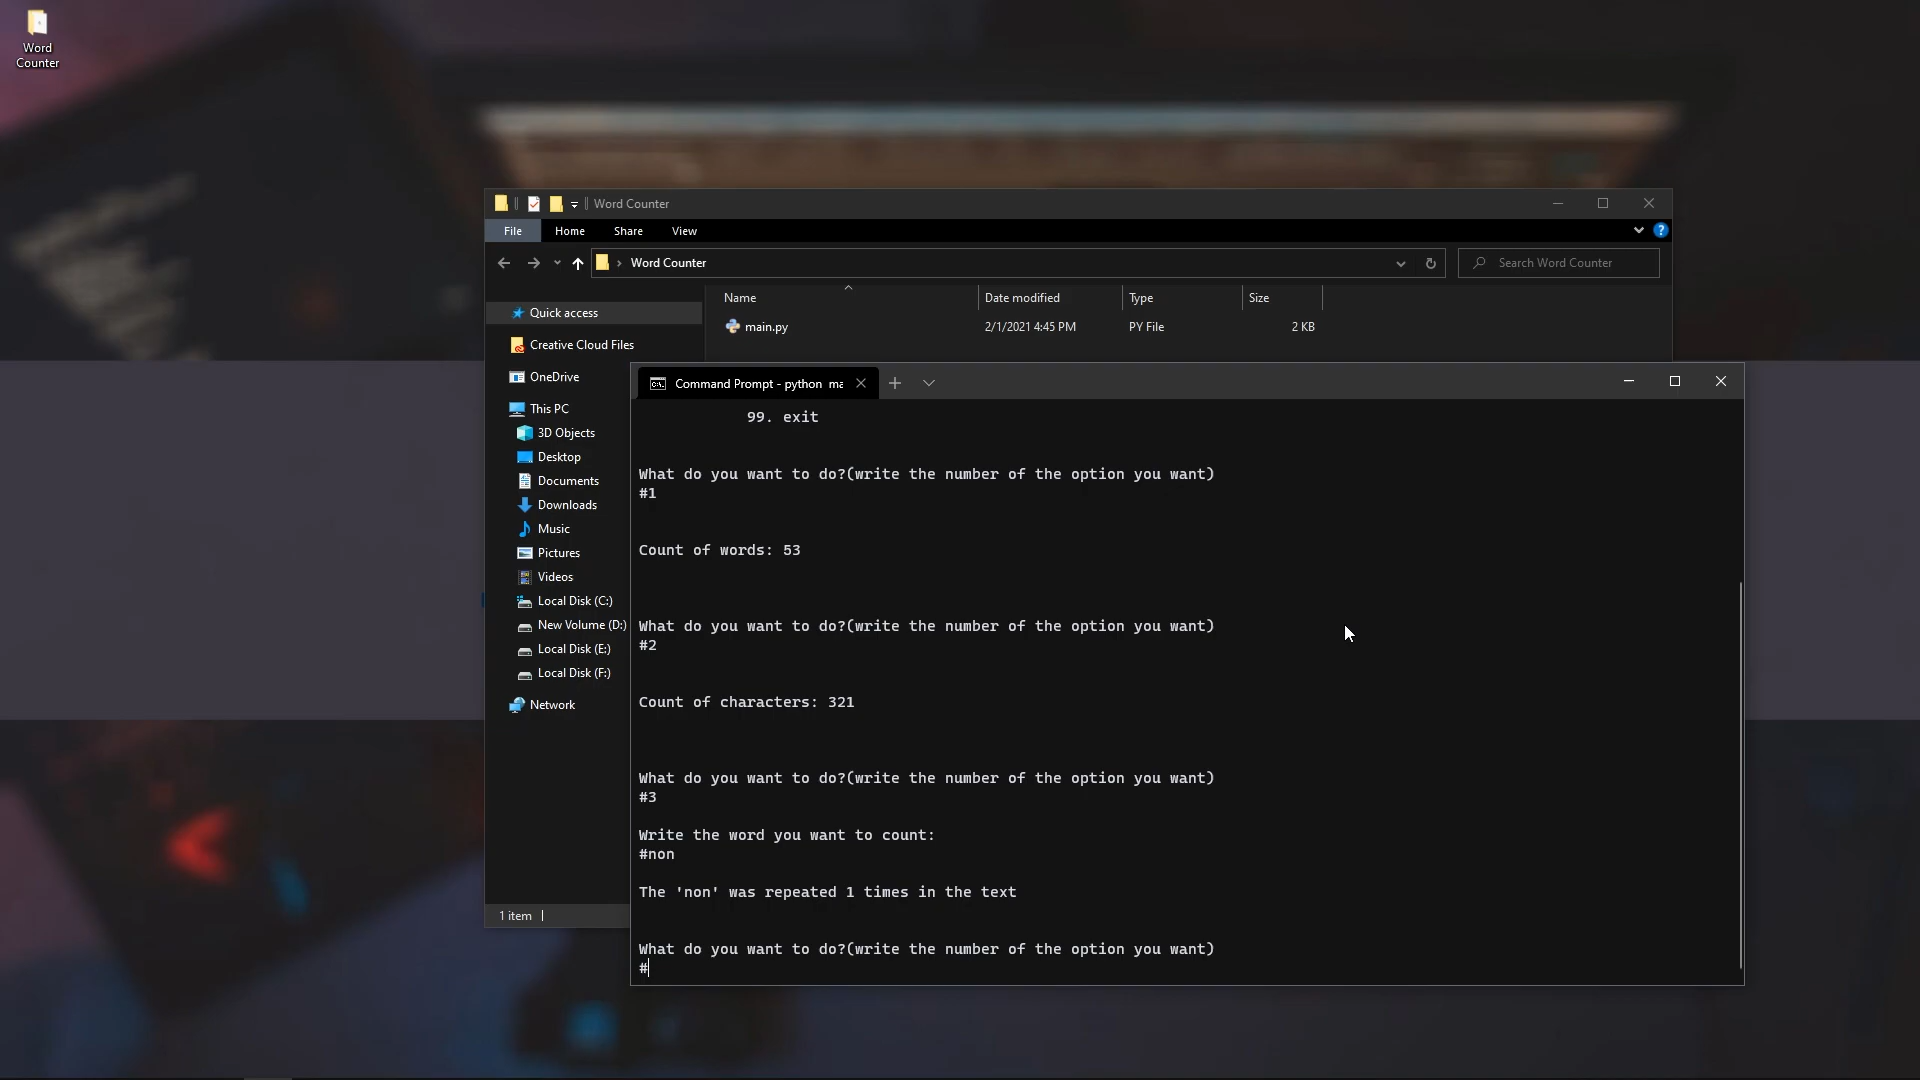 Word
Counter
Word Counter
File Home Share View
Word Counter
Search Word Counter
Name Date modified Type Size
main.py 2/1/2021 4:45 PM PY File 2 KB
Quick access
Creative Cloud Files
OneDrive
This PC
3D Objects
Desktop
Documents
Downloads
Music
Pictures
Videos
Local Disk (C:)
New Volume (D:)
Local Disk (E:)
Local Disk (F:)
Network
1 item
Command Prompt - python ma
99. exit
What do you want to do?(write the number of the option you want)
#1
Count of words: 53
What do you want to do?(write the number of the option you want)
#2
Count of characters: 321
What do you want to do?(write the number of the option you want)
#3
Write the word you want to count:
#non
The 'non' was repeated 1 times in the text
What do you want to do?(write the number of the option you want)
#